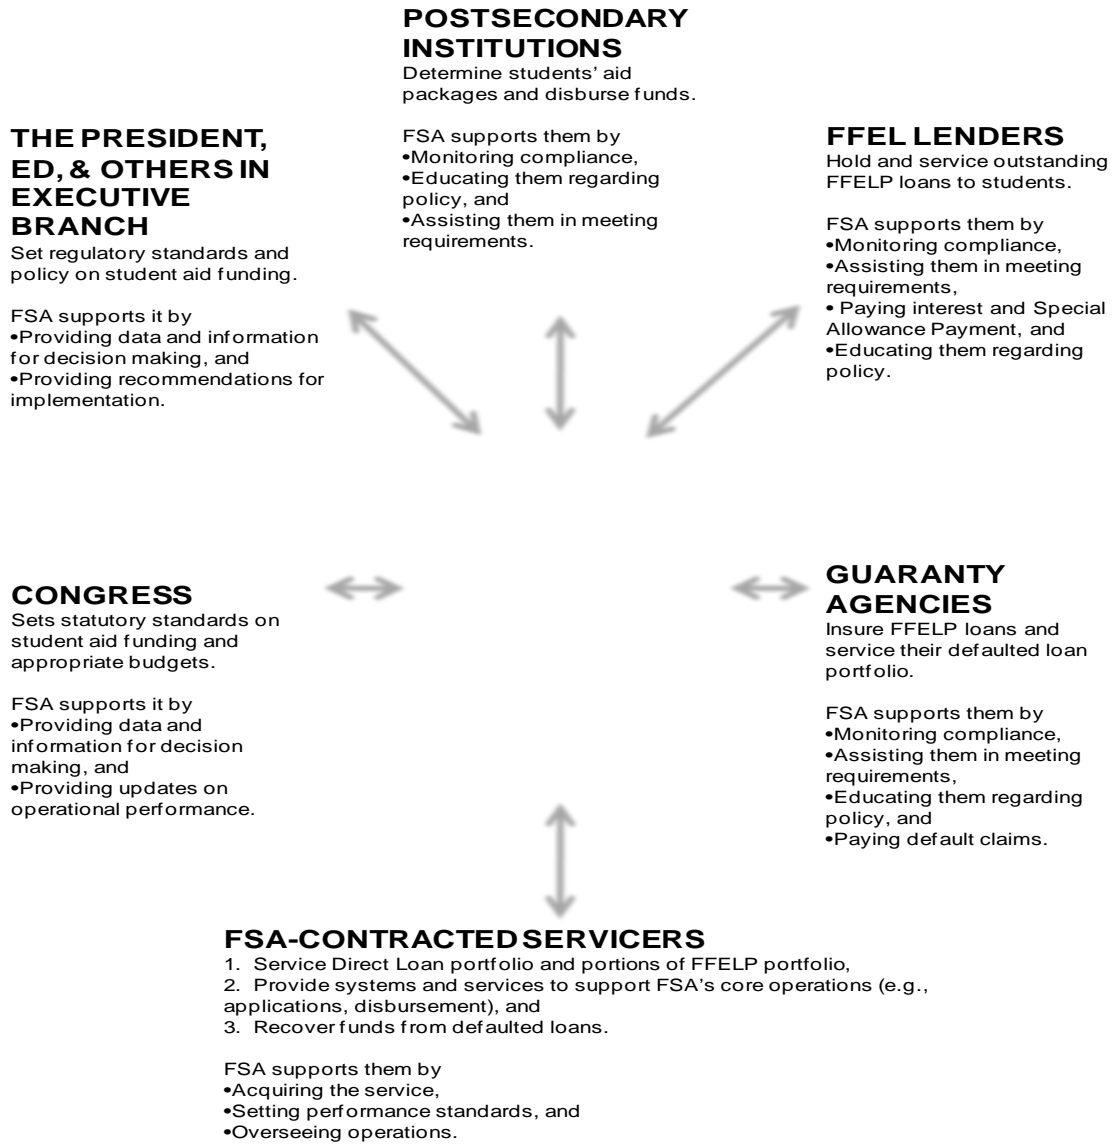 POSTSECONDARY
INSTITUTIONS
Determine students’ aid
packages and disburse funds.
FSA supports them by
•Monitoring compliance,
•Educating them regarding
policy, and
•Assisting them in meeting
requirements.
THE PRESIDENT,
ED, & OTHERS IN
EXECUTIVE
BRANCH
Set regulatory standards and
policy on student aid funding.
FSA supports it by
•Providing data and information
for decision making, and
•Providing recommendations for
implementation.
FFEL LENDERS
Hold and service outstanding
FFELP loans to students.
FSA supports them by
•Monitoring compliance,
•Assisting them in meeting
requirements,
• Paying interest and Special
Allowance Payment, and
•Educating them regarding
policy.
CONGRESS
Sets statutory standards on
student aid funding and
appropriate budgets.
FSA supports it by
•Providing data and
information for decision
making, and
•Providing updates on
operational performance.
GUARANTY
AGENCIES
Insure FFELP loans and
service their defaulted loan
portfolio.
FSA supports them by
•Monitoring compliance,
•Assisting them in meeting
requirements,
•Educating them regarding
policy, and
•Paying default claims.
FSA-CONTRACTED SERVICERS
1. Service Direct Loan portfolio and portions of FFELP portfolio,
2. Provide systems and services to support FSA’s core operations (e.g.,
applications, disbursement), and
3. Recover funds from defaulted loans.
FSA supports them by
•Acquiring the service,
•Setting performance standards, and
•Overseeing operations.